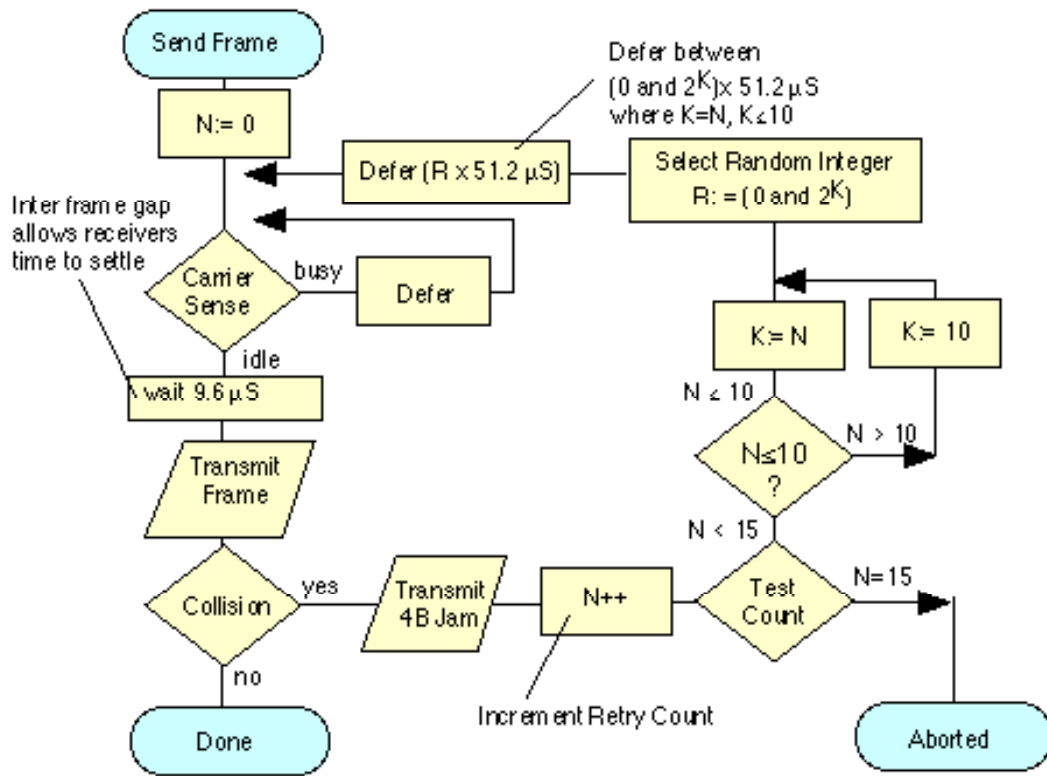 Send Frame
N:= 0
Defer between
(0 and 2^K)x 51.2 µS
where K=N, K≤10
Defer (R x 51.2 µS)
Select Random Integer
R: = (0 and 2^K)
Inter frame gap
allows receivers
time to settle
Carrier
Sense
busy
Defer
idle
wait 9.6 µS
K:= N
K:= 10
N ≤ 10
N≤10
?
N > 10
Transmit
Frame
N < 15
Collision
yes
Transmit
4B Jam
N++
Test
Count
N=15
no
Increment Retry Count
Done
Aborted